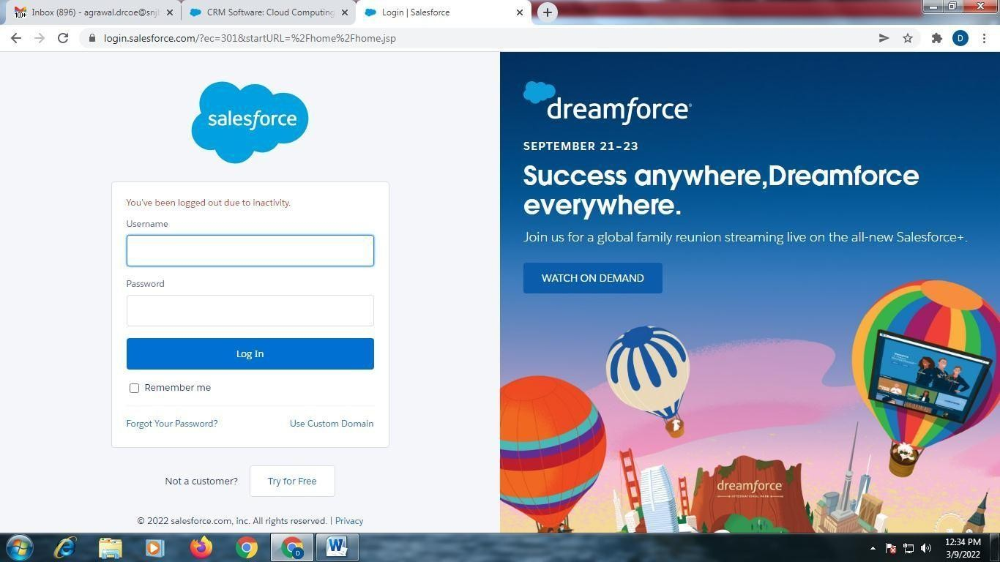 Inbox (896) - agrawal.drcoe@snjb
CRM Software: Cloud Computing
Login | Salesforce
login.salesforce.com/?ec=301&startURL=%2Fhome%2Fhome.jsp
D
salesforce
You've been logged out due to inactivity.
Username
Password
Log In
Remember me
Forgot Your Password?
Use Custom Domain
Not a customer?
Try for Free
© 2022 salesforce.com, inc. All rights reserved. | Privacy
dreamforce
SEPTEMBER 21–23
Success anywhere,Dreamforce
everywhere.
Join us for a global family reunion streaming live on the all-new Salesforce+.
WATCH ON DEMAND
dreamforce
INTERNATIONAL PARK
12:34 PM
3/9/2022